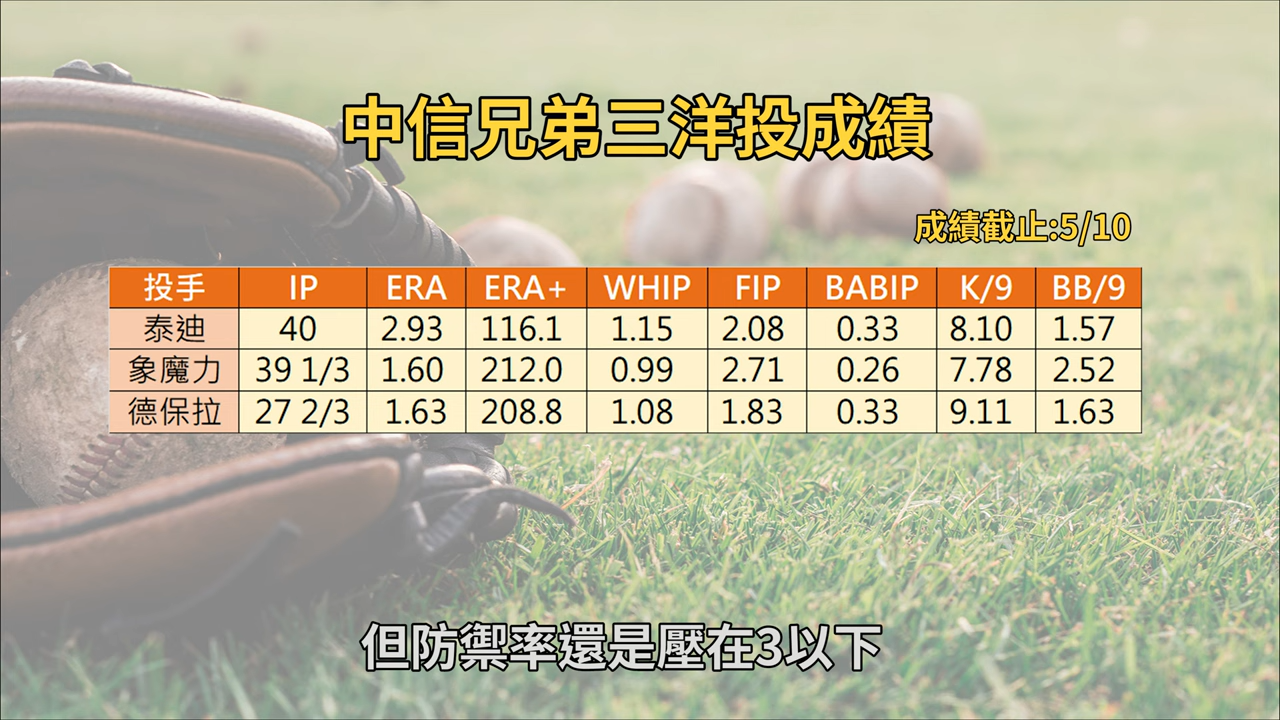 中信兄弟三洋投成績
成績截止:5/10
投手 IP ERA ERA+ WHIP FIP BABIP K/9 BB/9
泰迪 40 2.93 116.1 1.15 2.08 0.33 8.10 1.57
象魔力 39 1/3 1.60 212.0 0.99 2.71 0.26 7.78 2.52
德保拉 27 2/3 1.63 208.8 1.08 1.83 0.33 9.11 1.63
但防禦率還是壓在3以下